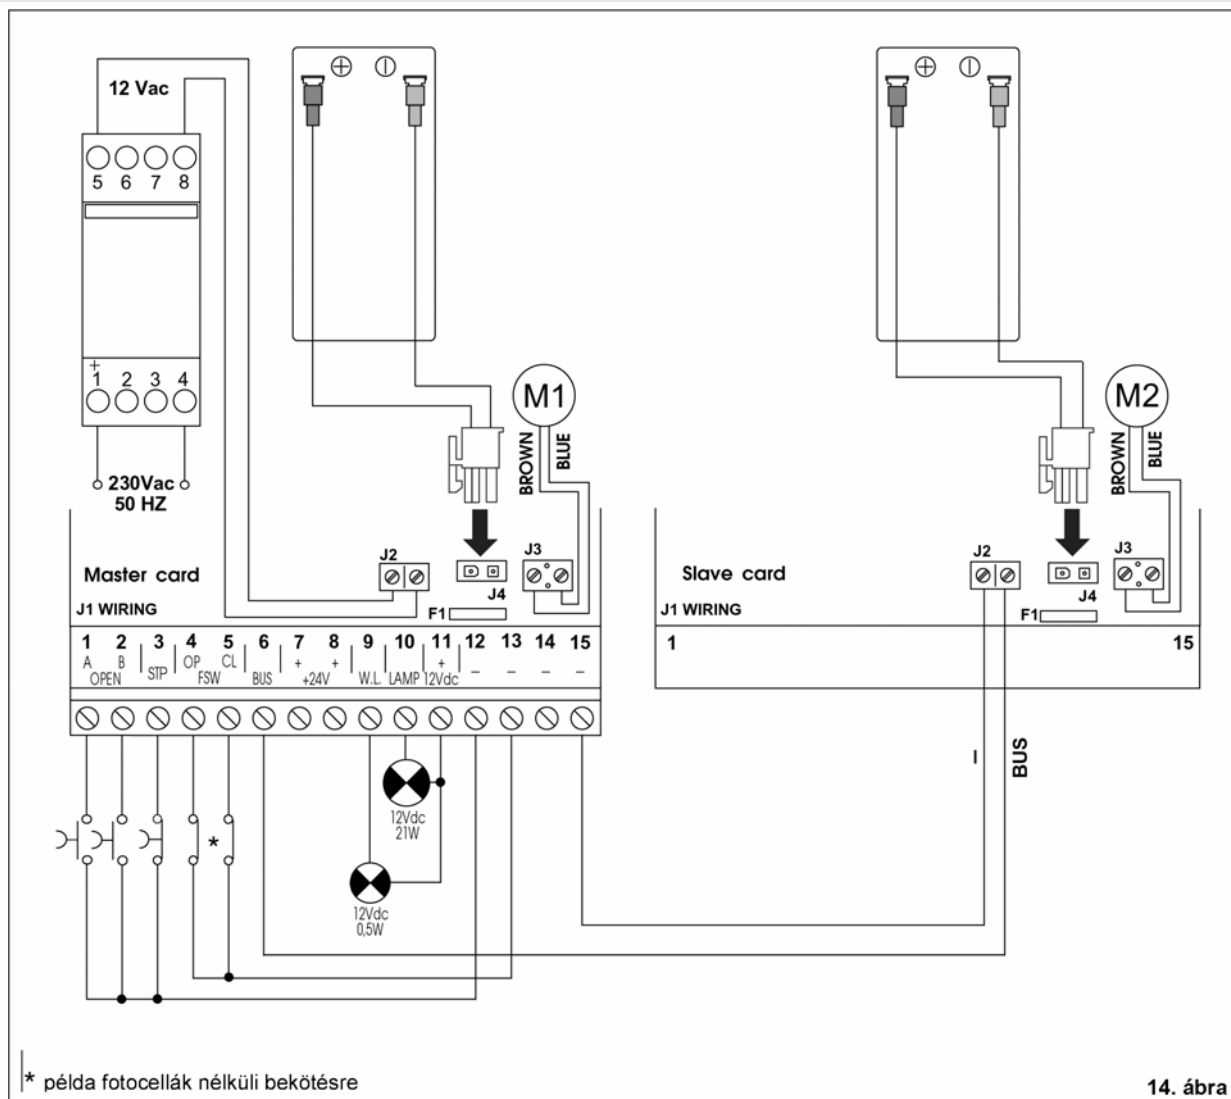 12 Vac
5 6 7 8
+
1 2 3 4
230Vac
50 HZ
+ −
M1
BROWN
BLUE
J2
J3
J4
F1
Master card
J1 WIRING
1 2 3 4 5 6 7 8 9 10 11 12 13 14 15
A B STP OP CL BUS + + W.L. LAMP + − − − −
OPEN FSW +24V 12Vdc
12Vdc
21W
12Vdc
0,5W
*
+ −
M2
BROWN
BLUE
J2
J3
J4
F1
Slave card
J1 WIRING
1 15
−
BUS
* példa fotocellák nélküli bekötésre
14. ábra